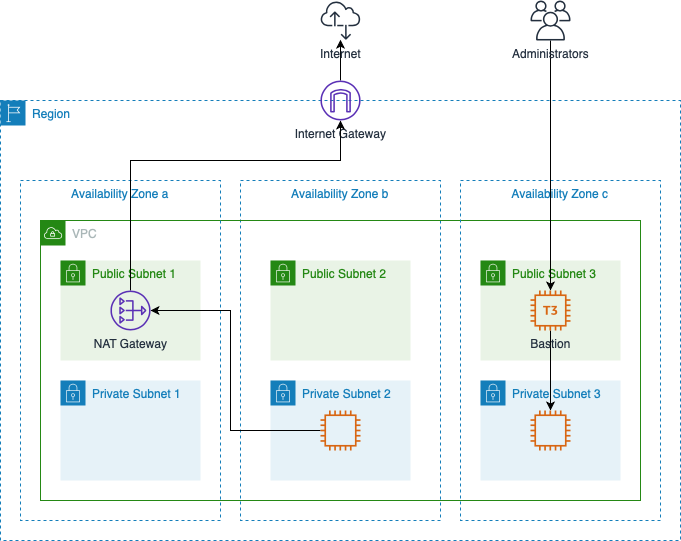 Internet
Administrators
Region
Internet Gateway
Availability Zone a
Availability Zone b
Availability Zone c
VPC
Public Subnet 1
Public Subnet 2
Public Subnet 3
T3
NAT Gateway
Bastion
Private Subnet 1
Private Subnet 2
Private Subnet 3